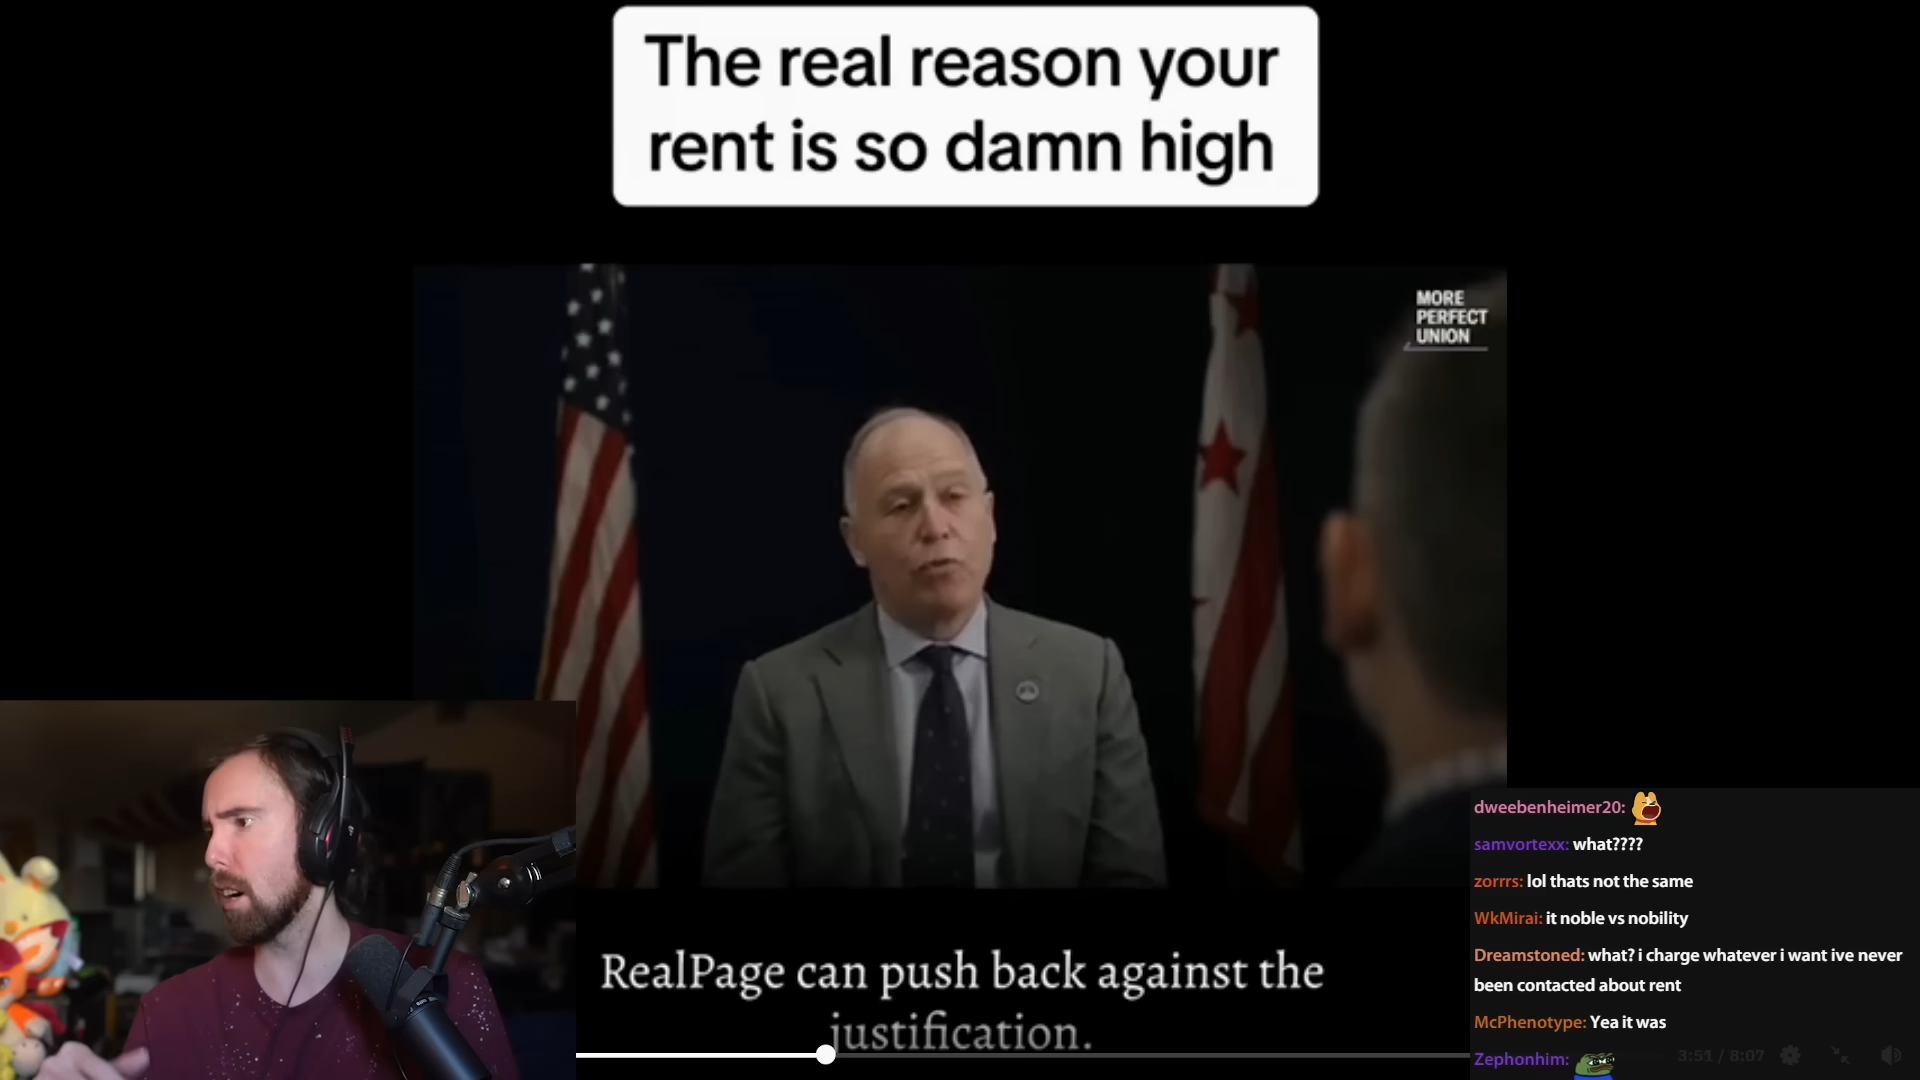 The real reason your
rent is so damn high
MORE
PERFECT
UNION
RealPage can push back against the
justification.
dweebenheimer20:
samvortexx: what????
zorrrs: lol thats not the same
WkMirai: it noble vs nobility
Dreamstoned: what? i charge whatever i want ive never
been contacted about rent
McPhenotype: Yea it was
Zephonhim:
3:51 / 8:07